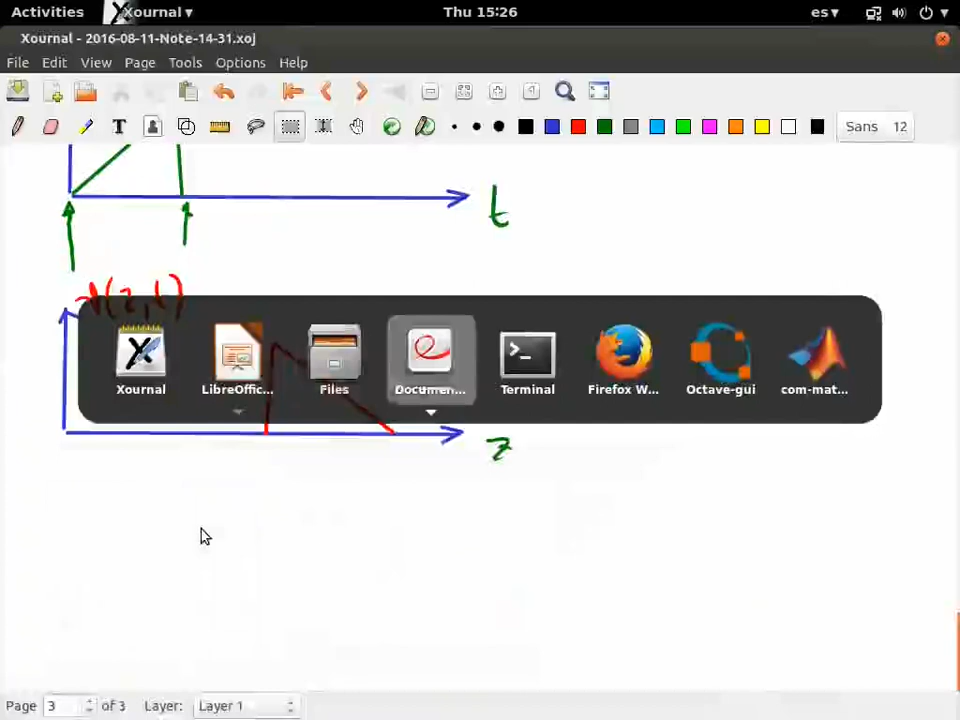 Activities Xournal ▾ Thu 15:26 es ▾
Xournal - 2016-08-11-Note-14-31.xoj
File Edit View Page Tools Options Help
Sans 12
t
(z,t)
Xournal LibreOffic... Files Documen... Terminal Firefox W... Octave-gui com-mat...
z
Page 3 of 3 Layer: Layer 1